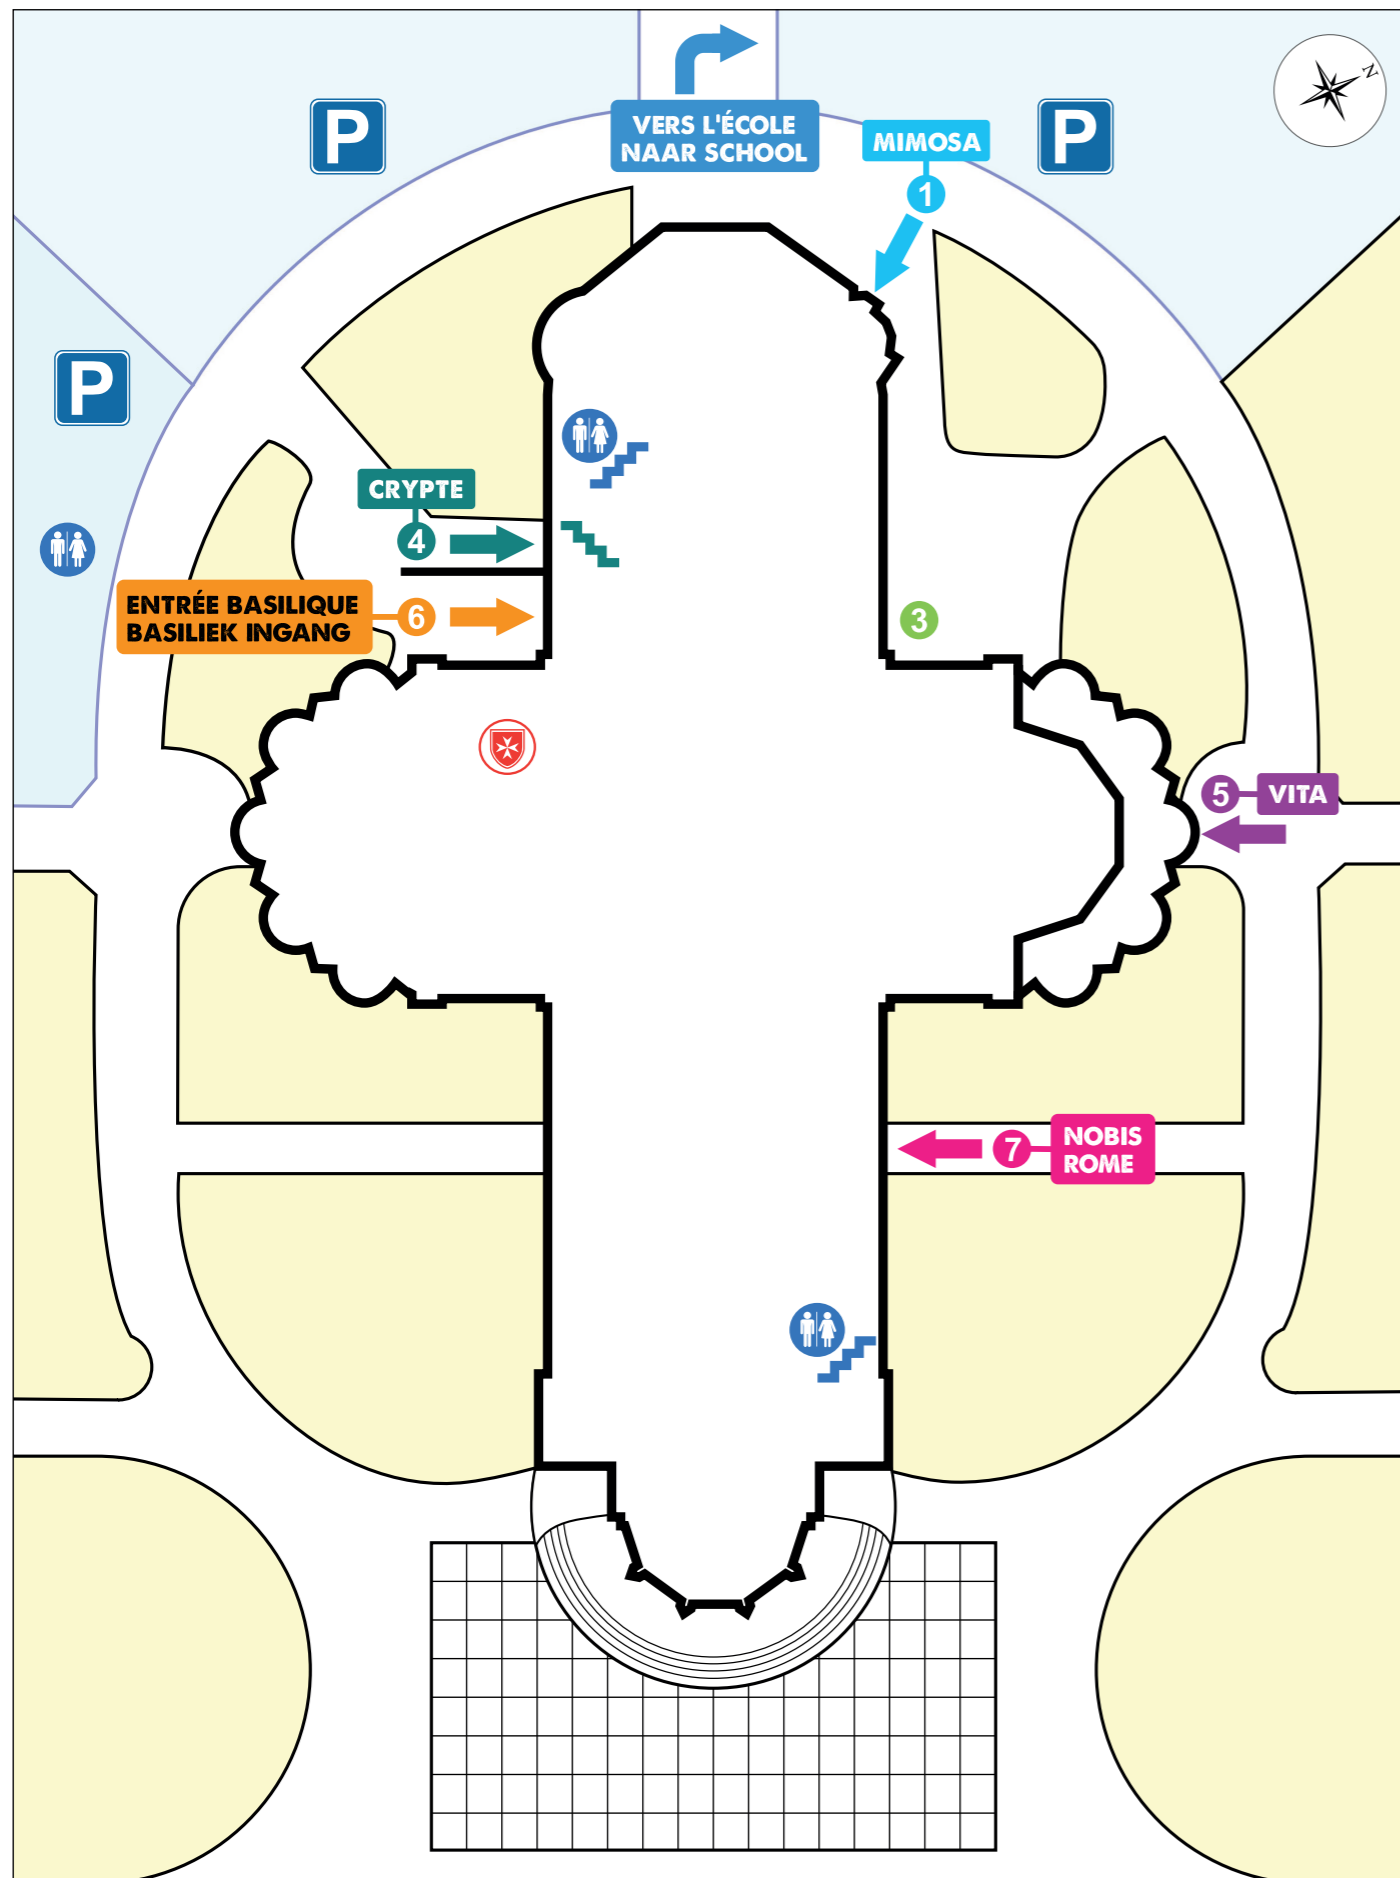 N
P
P
VERS L'ÉCOLE
NAAR SCHOOL
MIMOSA
1
P
CRYPTE
4
ENTRÉE BASILIQUE
BASILIEK INGANG
6
3
5
VITA
7
NOBIS
ROME